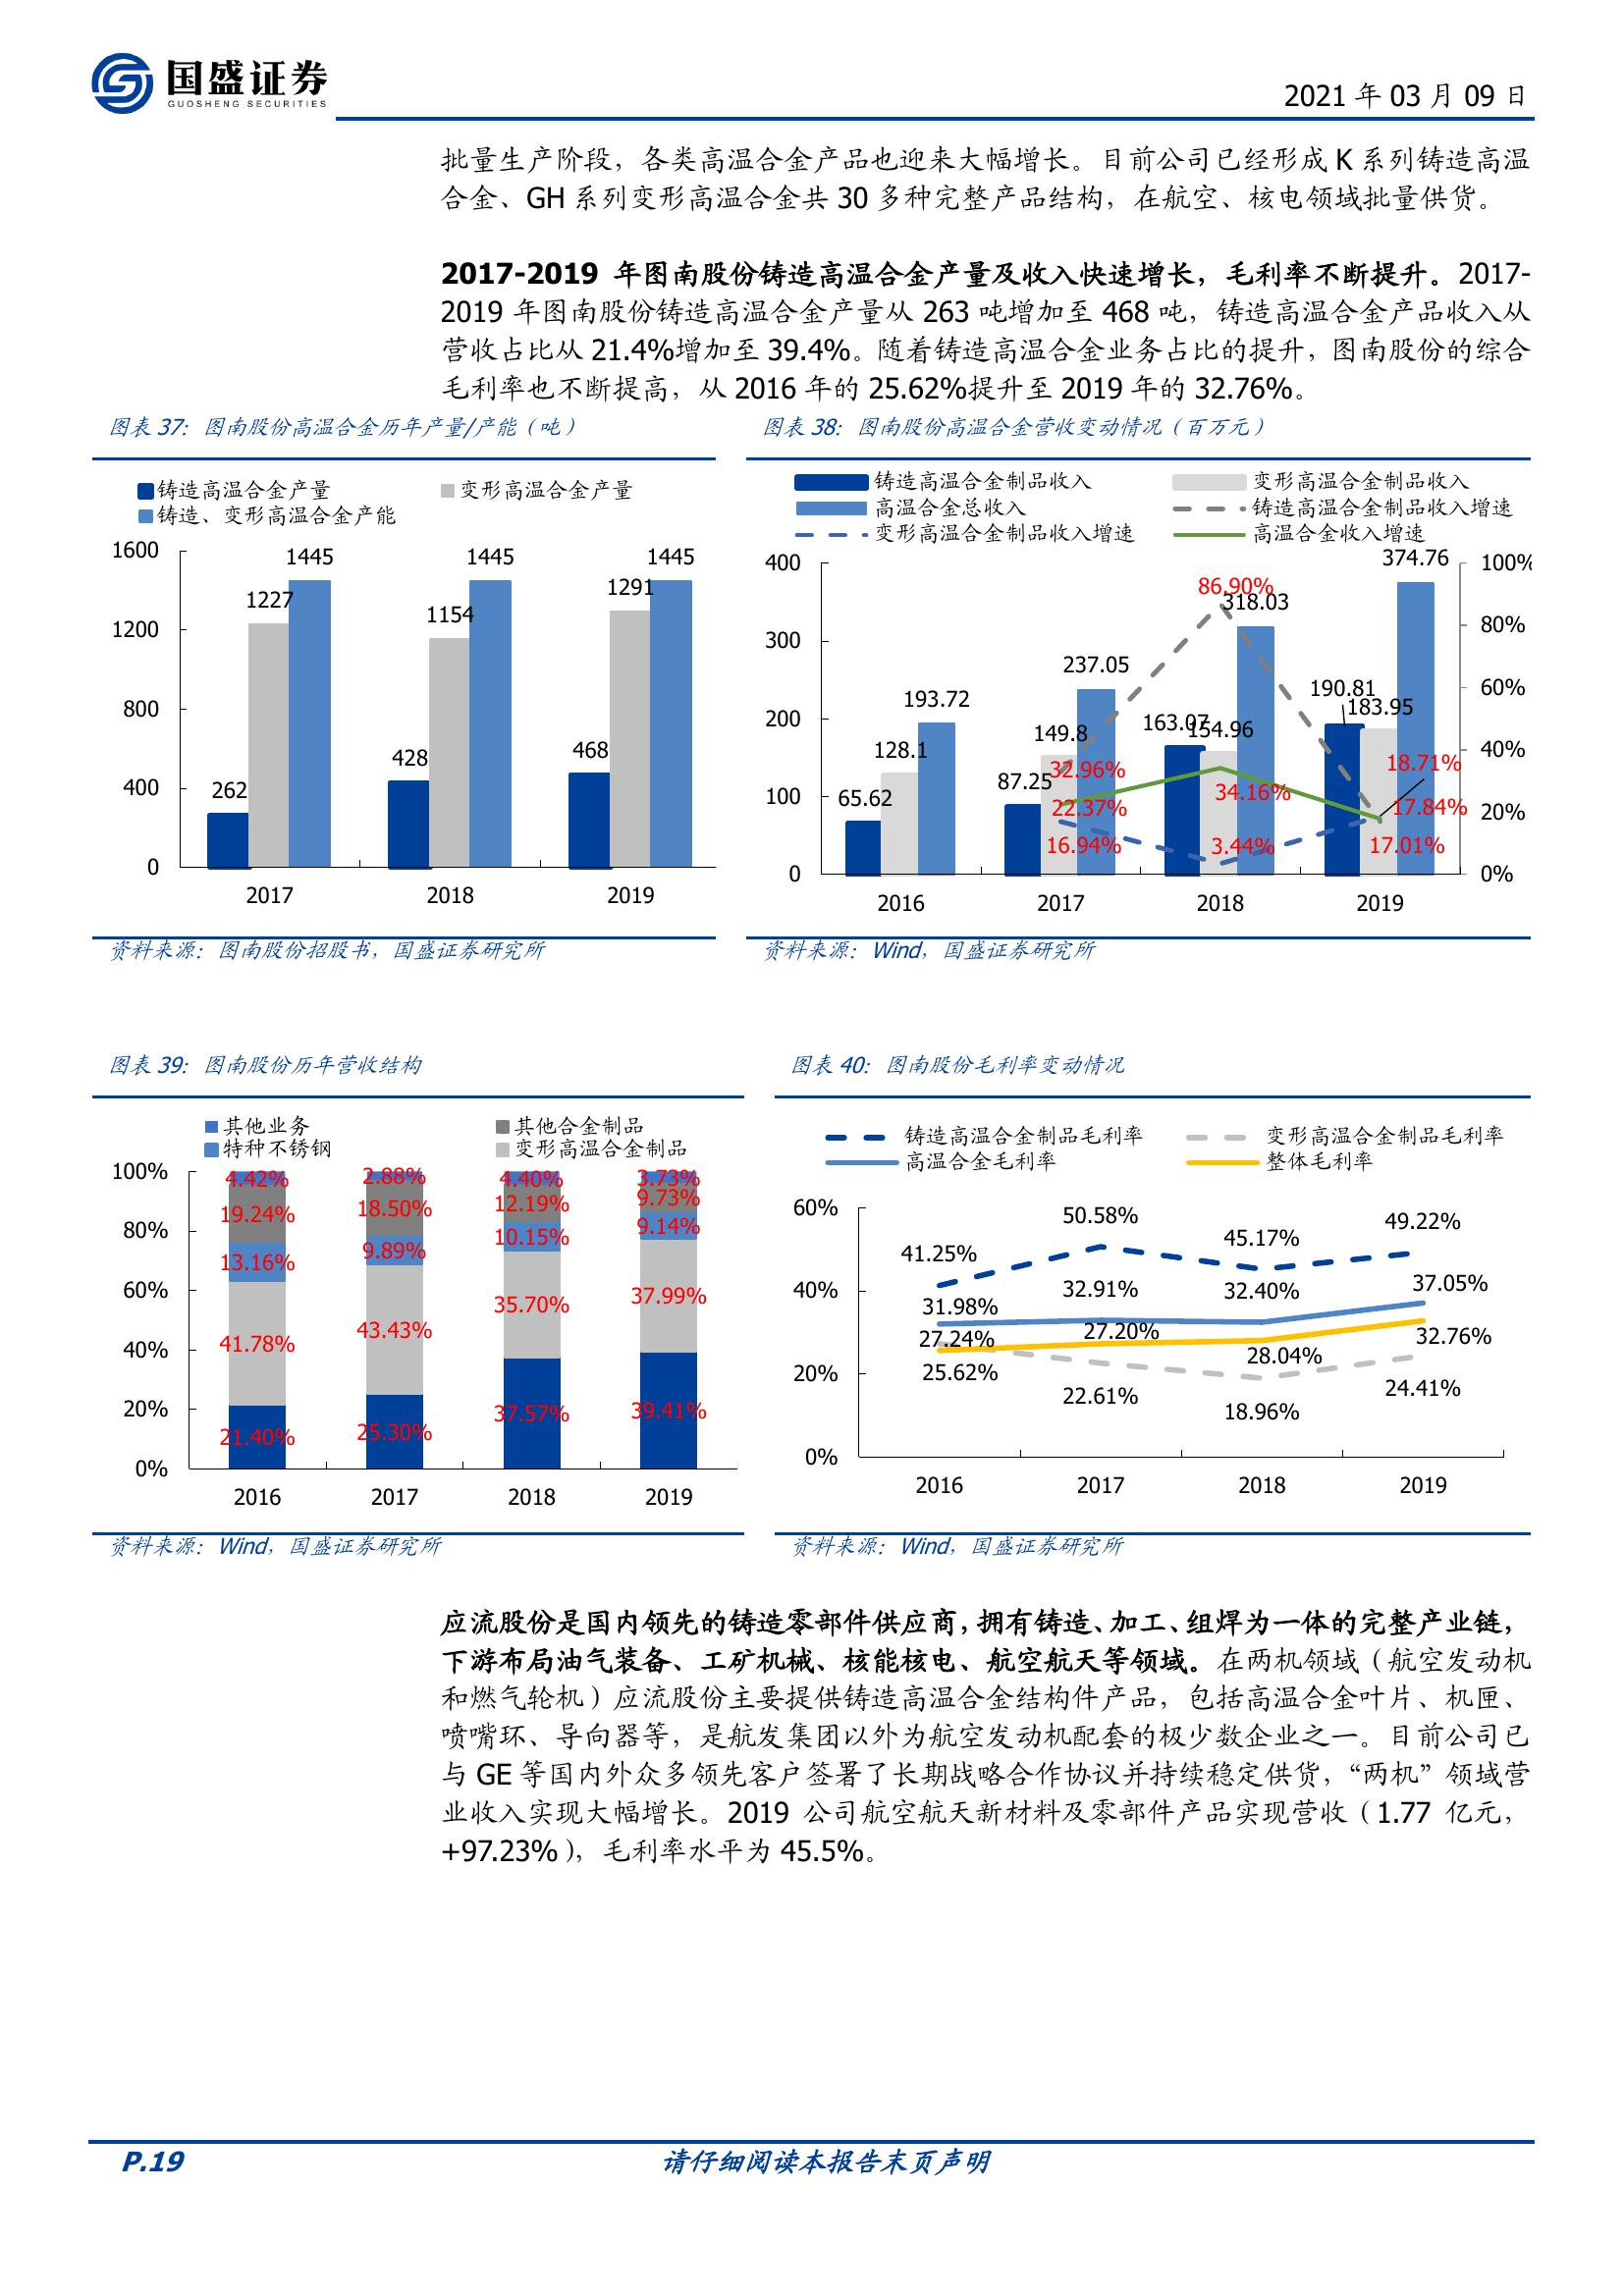 国盛证券
GUOSHENG SECURITIES
2021 年 03 月 09 日
批量生产阶段，各类高温合金产品也迎来大幅增长。目前公司已经形成 K 系列铸造高温
合金、GH 系列变形高温合金共 30 多种完整产品结构，在航空、核电领域批量供货。
2017-2019 年图南股份铸造高温合金产量及收入快速增长，毛利率不断提升。2017-
2019 年图南股份铸造高温合金产量从 263 吨增加至 468 吨，铸造高温合金产品收入从
营收占比从 21.4%增加至 39.4%。随着铸造高温合金业务占比的提升，图南股份的综合
毛利率也不断提高，从 2016 年的 25.62%提升至 2019 年的 32.76%。
图表 37：图南股份高温合金历年产量/产能（吨）
铸造高温合金产量 变形高温合金产量
铸造、变形高温合金产能
1600
1200
800
400
0
262 1227 1445
428 1154 1445
468 1291 1445
2017 2018 2019
资料来源：图南股份招股书，国盛证券研究所
图表 38：图南股份高温合金营收变动情况（百万元）
铸造高温合金制品收入 变形高温合金制品收入
高温合金总收入 铸造高温合金制品收入增速
变形高温合金制品收入增速 高温合金收入增速
400
300
200
100
0
65.62 128.1 193.72
87.25 149.8 237.05
163.07 154.96 318.03
190.81 183.95 374.76
32.96% 86.90% 17.01%
22.37% 34.16% 17.84%
16.94% 3.44% 18.71%
100%
80%
60%
40%
20%
0%
2016 2017 2018 2019
资料来源：Wind，国盛证券研究所
图表 39：图南股份历年营收结构
其他业务 其他合金制品
特种不锈钢 变形高温合金制品
100%
80%
60%
40%
20%
0%
4.42% 2.88% 4.40% 3.73%
19.24% 18.50% 12.19% 9.73%
13.16% 9.89% 10.15% 9.14%
41.78% 43.43% 35.70% 37.99%
21.40% 25.30% 37.57% 39.41%
2016 2017 2018 2019
资料来源：Wind，国盛证券研究所
图表 40：图南股份毛利率变动情况
铸造高温合金制品毛利率 变形高温合金制品毛利率
高温合金毛利率 整体毛利率
60%
40%
20%
0%
41.25% 50.58% 45.17% 49.22%
31.98% 32.91% 32.40% 37.05%
27.24% 27.20% 28.04% 32.76%
25.62% 22.61% 18.96% 24.41%
2016 2017 2018 2019
资料来源：Wind，国盛证券研究所
应流股份是国内领先的铸造零部件供应商，拥有铸造、加工、组焊为一体的完整产业链，
下游布局油气装备、工矿机械、核能核电、航空航天等领域。在两机领域（航空发动机
和燃气轮机）应流股份主要提供铸造高温合金结构件产品，包括高温合金叶片、机匣、
喷嘴环、导向器等，是航发集团以外为航空发动机配套的极少数企业之一。目前公司已
与 GE 等国内外众多领先客户签署了长期战略合作协议并持续稳定供货，“两机”领域营
业收入实现大幅增长。2019 公司航空航天新材料及零部件产品实现营收（1.77 亿元，
+97.23%），毛利率水平为 45.5%。
P.19
请仔细阅读本报告末页声明